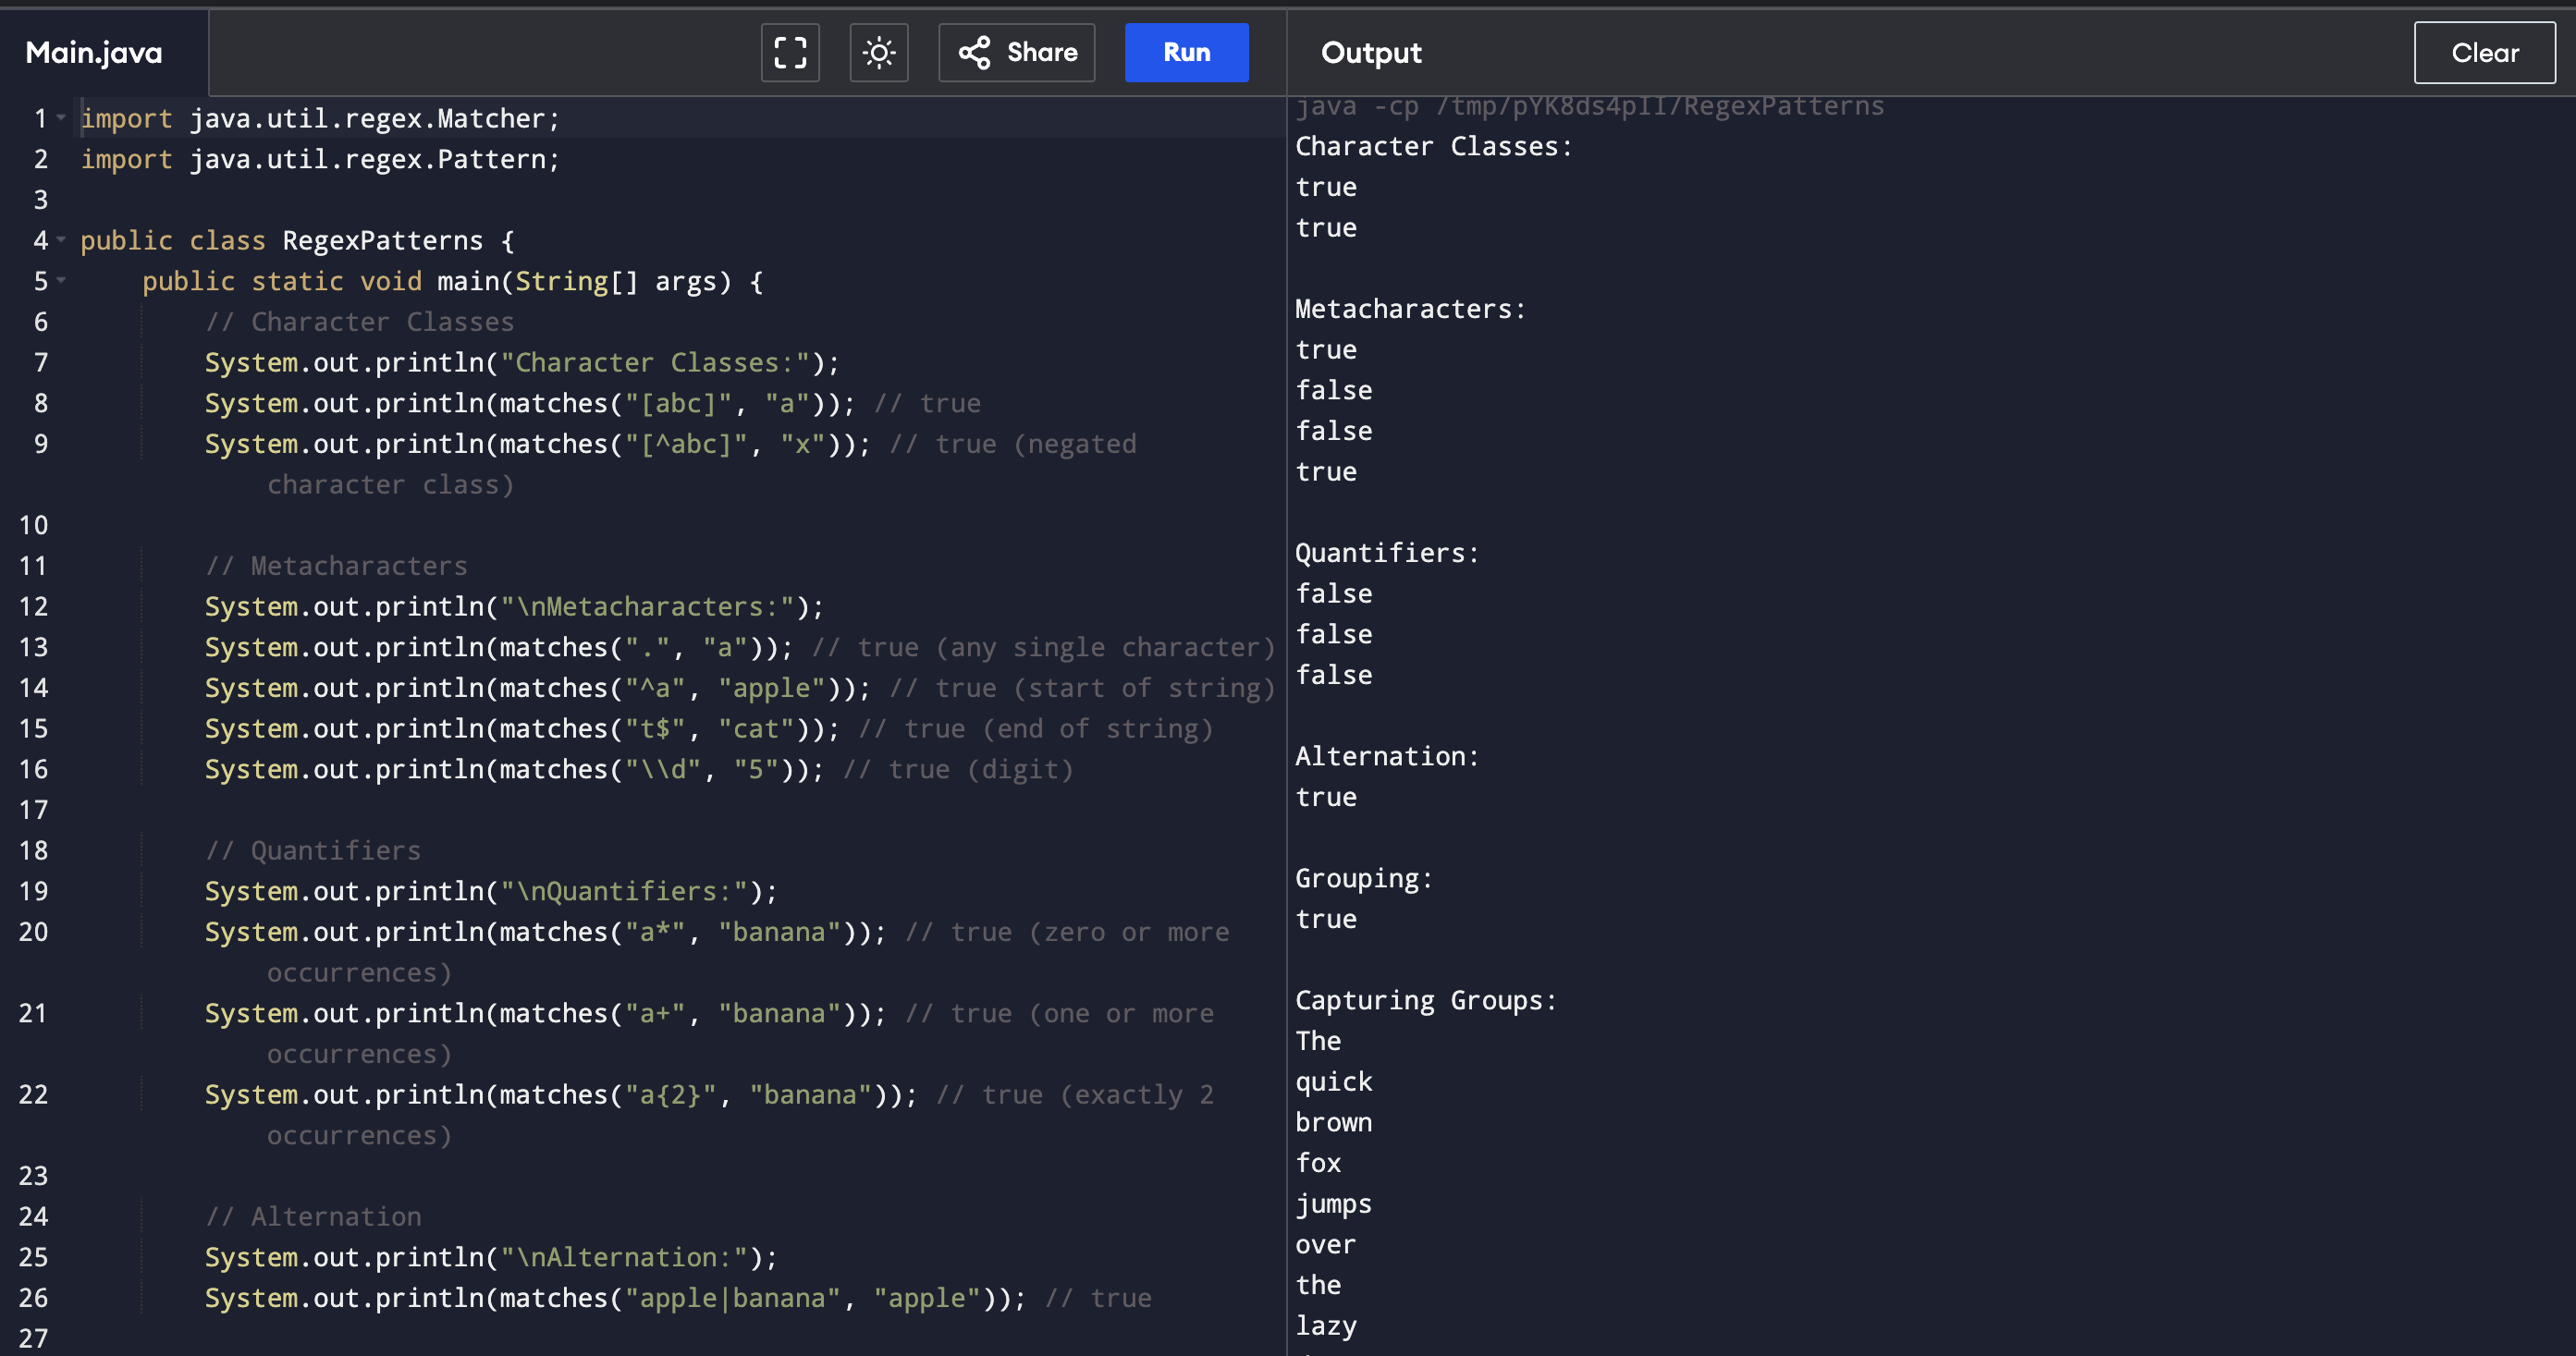 Main.java
Share
Run
Output
Clear
1 import java.util.regex.Matcher;
2 import java.util.regex.Pattern;
3
4 public class RegexPatterns {
5     public static void main(String[] args) {
6         // Character Classes
7         System.out.println("Character Classes:");
8         System.out.println(matches("[abc]", "a")); // true
9         System.out.println(matches("[^abc]", "x")); // true (negated
            character class)
10
11         // Metacharacters
12         System.out.println("\nMetacharacters:");
13         System.out.println(matches(".", "a")); // true (any single character)
14         System.out.println(matches("^a", "apple")); // true (start of string)
15         System.out.println(matches("t$", "cat")); // true (end of string)
16         System.out.println(matches("\\d", "5")); // true (digit)
17
18         // Quantifiers
19         System.out.println("\nQuantifiers:");
20         System.out.println(matches("a*", "banana")); // true (zero or more
            occurrences)
21         System.out.println(matches("a+", "banana")); // true (one or more
            occurrences)
22         System.out.println(matches("a{2}", "banana")); // true (exactly 2
            occurrences)
23
24         // Alternation
25         System.out.println("\nAlternation:");
26         System.out.println(matches("apple|banana", "apple")); // true
27
java -cp /tmp/pYK8ds4pII/RegexPatterns
Character Classes:
true
true

Metacharacters:
true
false
false
true

Quantifiers:
false
false
false

Alternation:
true

Grouping:
true

Capturing Groups:
The
quick
brown
fox
jumps
over
the
lazy